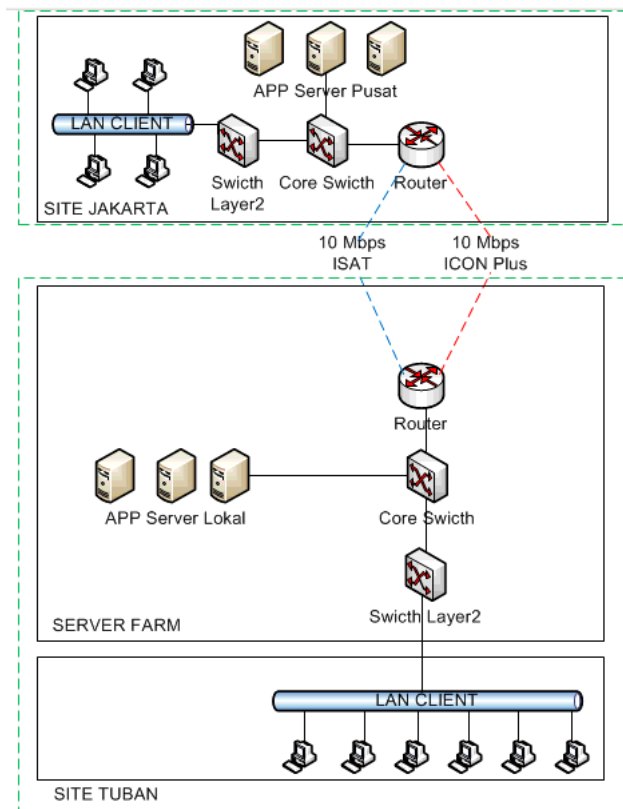 APP Server Pusat
LAN CLIENT
Swicth
Layer2
Core Swicth
Router
SITE JAKARTA
10 Mbps
ISAT
10 Mbps
ICON Plus
Router
APP Server Lokal
Core Swicth
Swicth Layer2
SERVER FARM
LAN CLIENT
SITE TUBAN